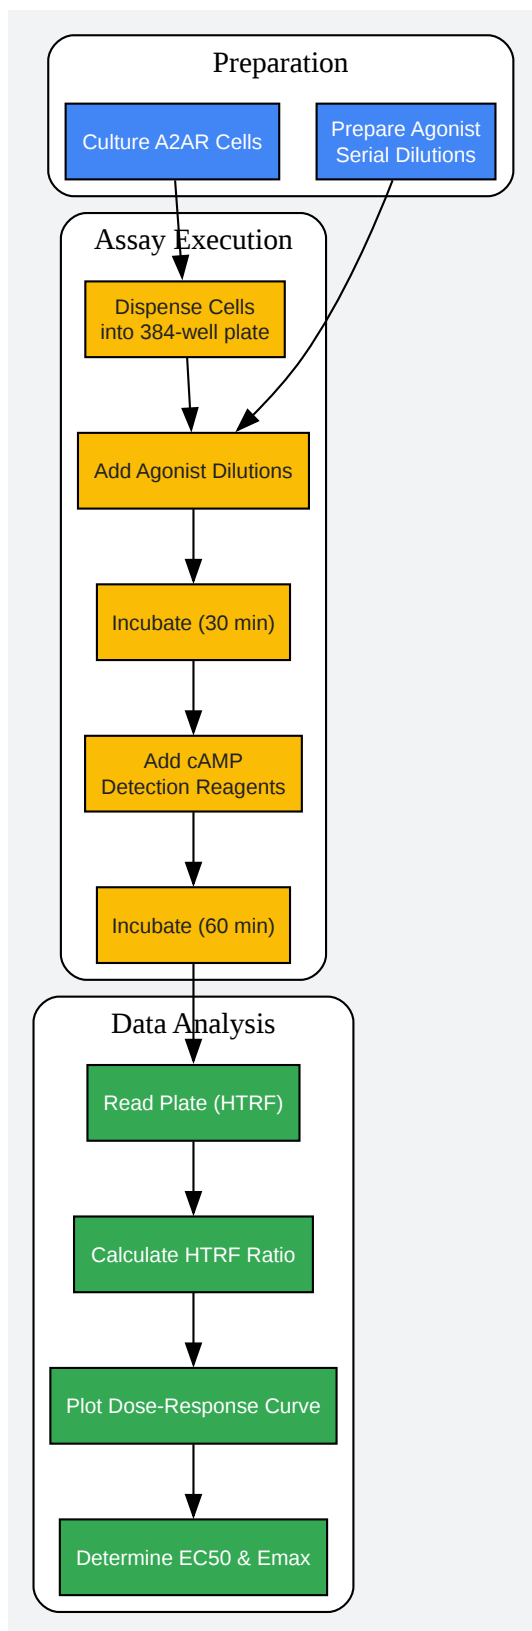 Preparation
Culture A2AR Cells
Prepare Agonist
Serial Dilutions
Assay Execution
Dispense Cells
into 384-well plate
Add Agonist Dilutions
Incubate (30 min)
Add cAMP
Detection Reagents
Incubate (60 min)
Data Analysis
Read Plate (HTRF)
Calculate HTRF Ratio
Plot Dose-Response Curve
Determine EC50 & Emax